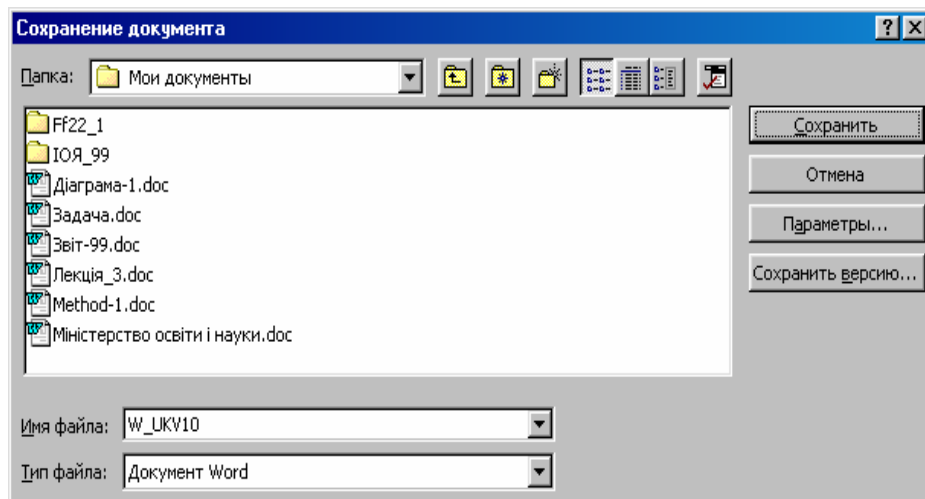 Сохранение документа
Папка: Мои документы
Ff22_1
ІОЯ_99
Діаграма-1.doc
Задача.doc
Звіт-99.doc
Лекція_3.doc
Method-1.doc
Міністерство освіти і науки.doc
Сохранить
Отмена
Параметры...
Сохранить версию...
Имя файла: W_UKV10
Тип файла: Документ Word